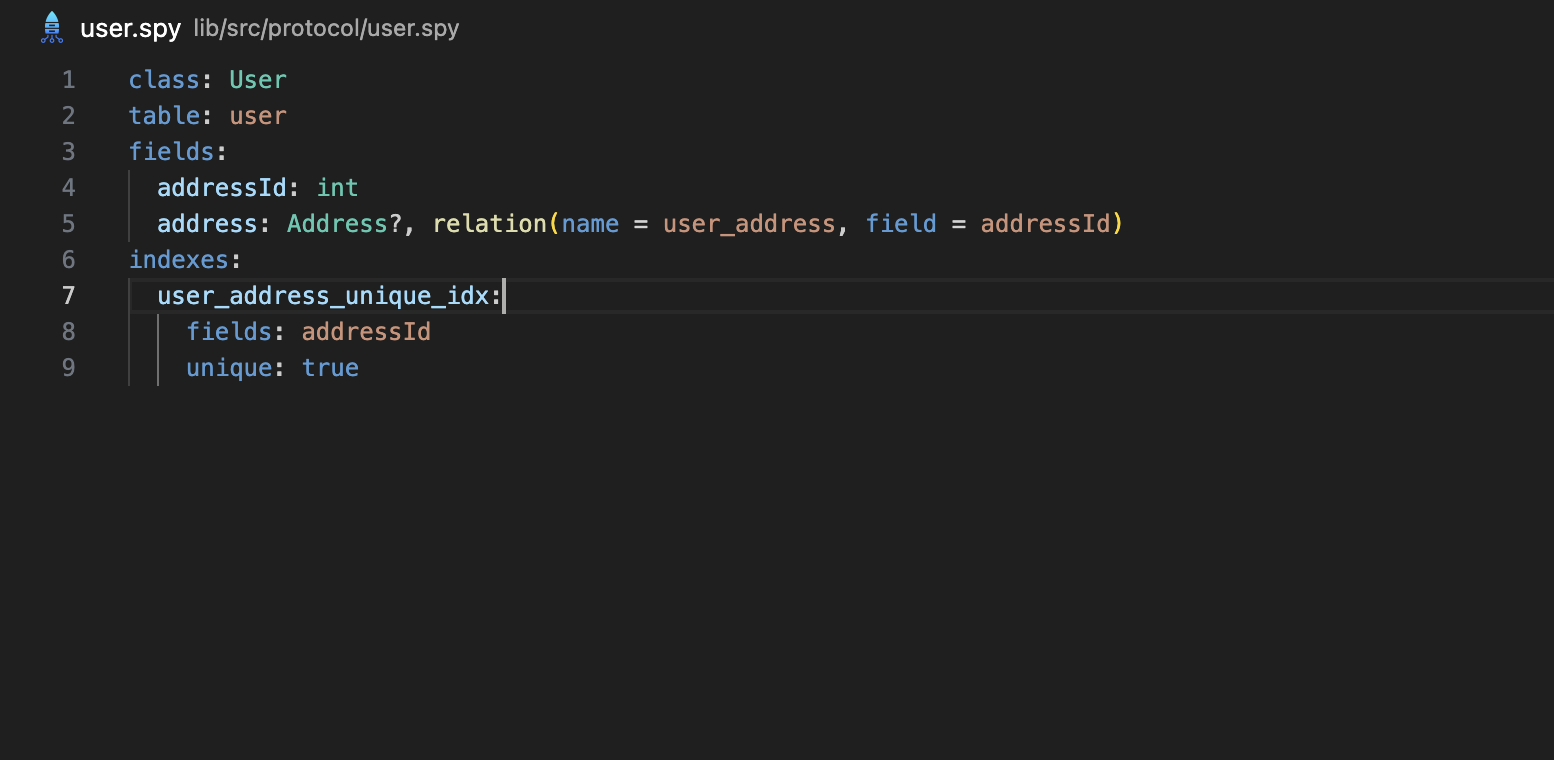 user.spy lib/src/protocol/user.spy
1 class: User
2 table: user
3 fields:
4   addressId: int
5   address: Address?, relation(name = user_address, field = addressId)
6 indexes:
7   user_address_unique_idx:
8     fields: addressId
9     unique: true